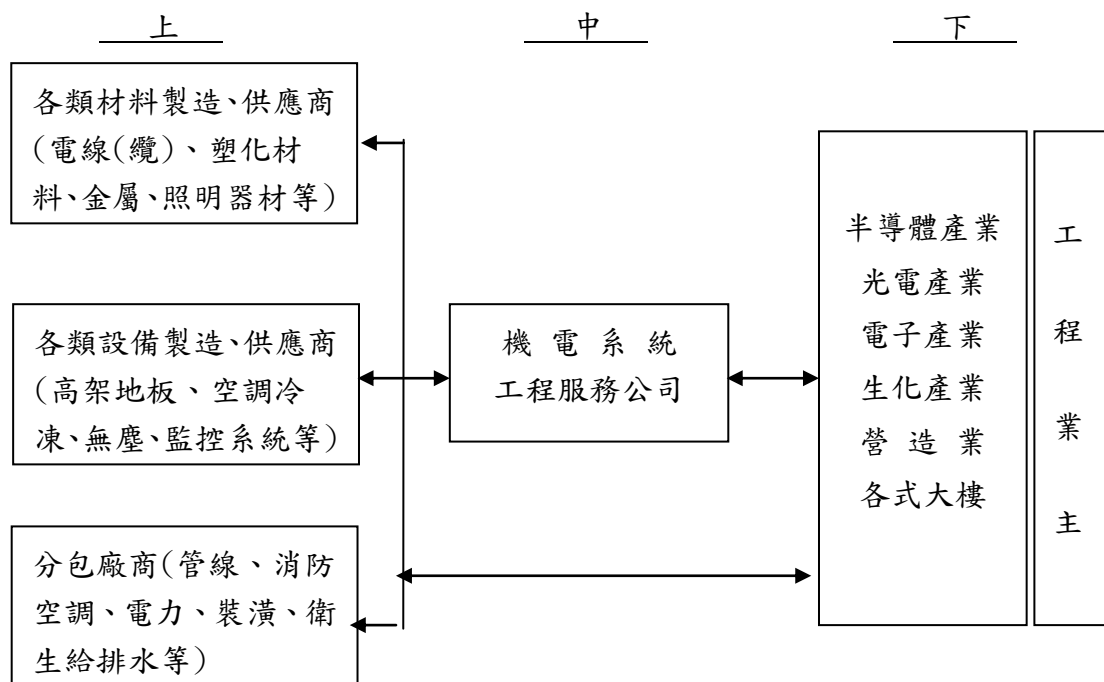 上
中
下
各類材料製造、供應商
(電線(纜)、塑化材
料、金屬、照明器材等)
各類設備製造、供應商
(高架地板、空調冷
凍、無塵、監控系統等)
分包廠商(管線、消防
空調、電力、裝潢、衛
生給排水等)
機電系統
工程服務公司
半導體產業
光電產業
電子產業
生化產業
營造業
各式大樓
工
程
業
主